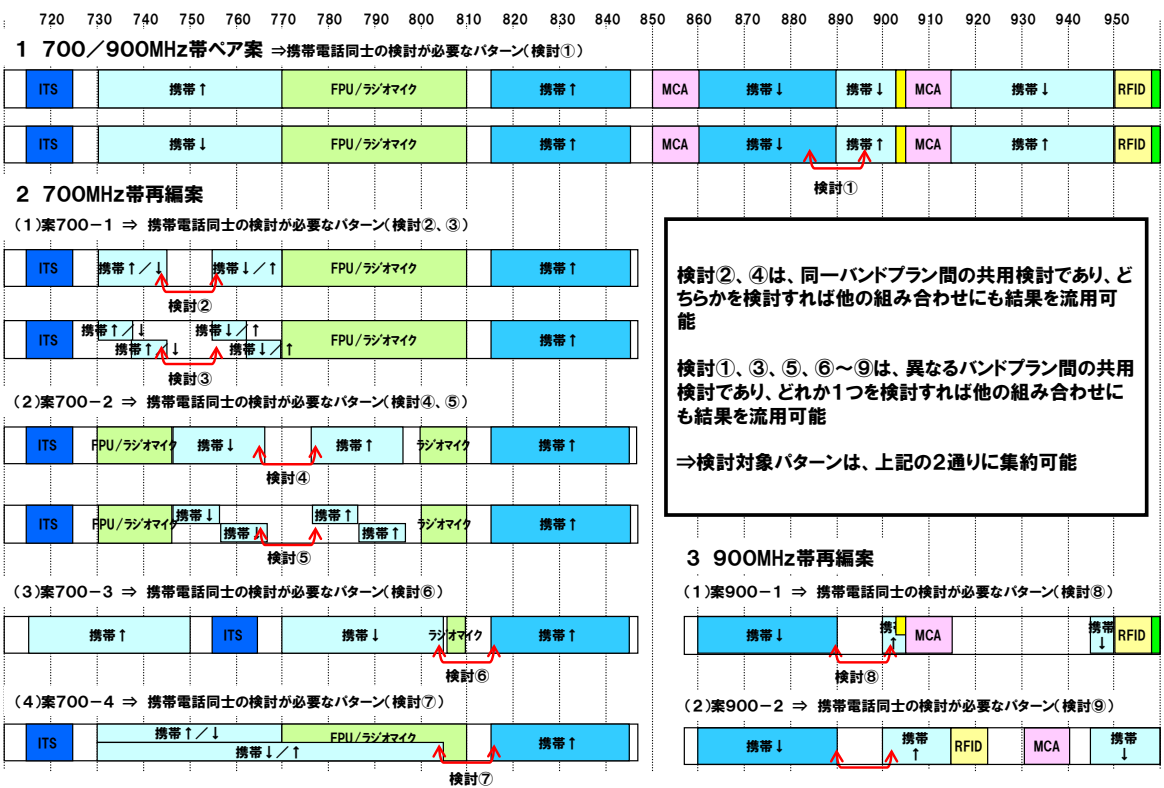 720 730 740 750 760 770 780 790 800 810 820 830 840 850 860 870 880 890 900 910 920 930 940 950
1 700／900MHz帯ペア案 ⇒携帯電話同士の検討が必要なパターン(検討①)
ITS 携帯↑ FPU/ラジオマイク 携帯↑ MCA 携帯↓ 携帯↓ MCA 携帯↓ RFID
ITS 携帯↓ FPU/ラジオマイク 携帯↑ MCA 携帯↓ 携帯↑ MCA 携帯↑ RFID
検討①
2 700MHz帯再編案
(1)案700－1 ⇒ 携帯電話同士の検討が必要なパターン(検討②、③)
ITS 携帯↑／↓ 携帯↓／↑ FPU/ラジオマイク 携帯↑
検討②
携帯↑／↓ 携帯↓／↑
ITS FPU/ラジオマイク 携帯↑
携帯↑／↓ 携帯↓／↑
検討③
(2)案700－2 ⇒ 携帯電話同士の検討が必要なパターン(検討④、⑤)
ITS FPU/ラジオマイク 携帯↓ 携帯↑ ラジオマイク 携帯↑
検討④
携帯↓ 携帯↑
ITS FPU/ラジオマイク ラジオマイク 携帯↑
携帯↓ 携帯↑
検討⑤
(3)案700－3 ⇒ 携帯電話同士の検討が必要なパターン(検討⑥)
携帯↑ ITS 携帯↓ ラジオマイク 携帯↑
検討⑥
(4)案700－4 ⇒ 携帯電話同士の検討が必要なパターン(検討⑦)
携帯↑／↓ FPU/ラジオマイク
ITS 携帯↑
携帯↓／↑
検討⑦
検討②、④は、同一バンドプラン間の共用検討であり、ど
ちらかを検討すれば他の組み合わせにも結果を流用可
能
検討①、③、⑤、⑥～⑨は、異なるバンドプラン間の共用
検討であり、どれか1つを検討すれば他の組み合わせに
も結果を流用可能
⇒検討対象パターンは、上記の2通りに集約可能
3 900MHz帯再編案
(1)案900－1 ⇒ 携帯電話同士の検討が必要なパターン(検討⑧)
携帯↓ 携↑ MCA 携帯↓ RFID
検討⑧
(2)案900－2 ⇒ 携帯電話同士の検討が必要なパターン(検討⑨)
携帯↓ 携帯↑ RFID MCA 携帯↓